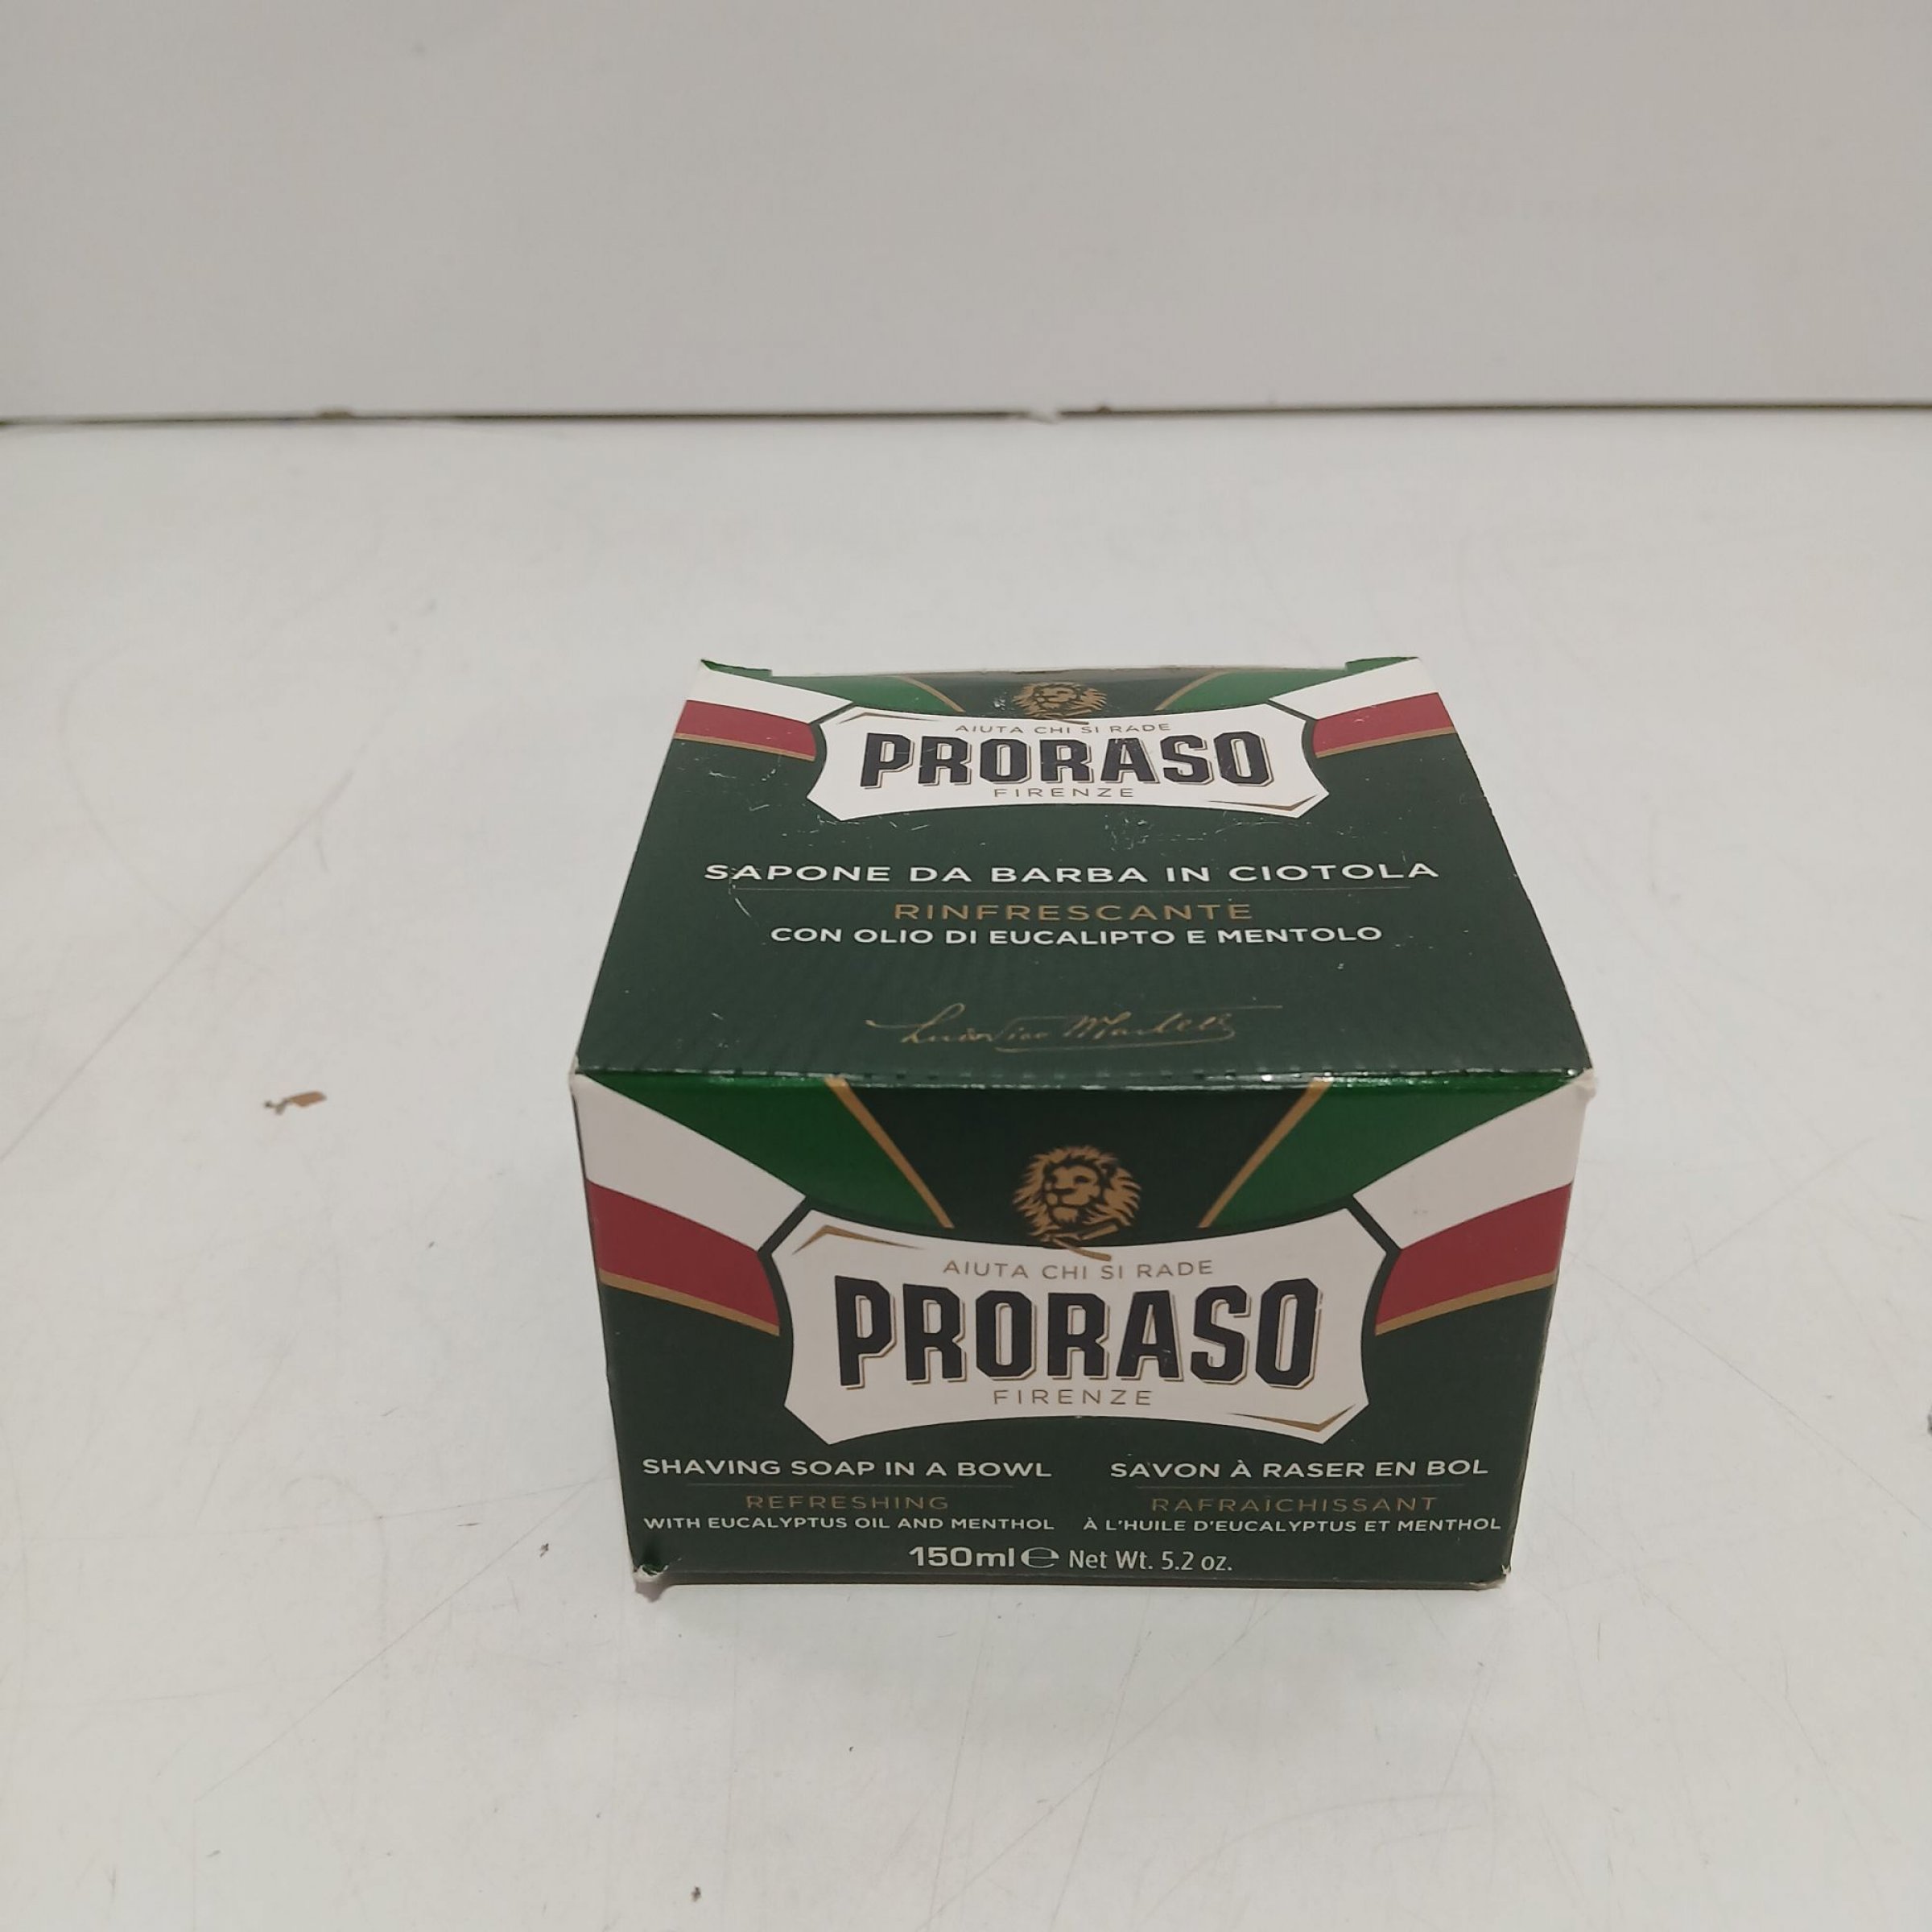 AIUTA CHI SI RADE
PRORASO
FIRENZE
SAPONE DA BARBA IN CIOTOLA
RINFRESCANTE
CON OLIO DI EUCALIPTO E MENTOLO
Ludovico Martelli
AIUTA CHI SI RADE
PRORASO
FIRENZE
SHAVING SOAP IN A BOWL
REFRESHING
WITH EUCALYPTUS OIL AND MENTHOL
SAVON À RASER EN BOL
RAFRAÎCHISSANT
À L'HUILE D'EUCALYPTUS ET MENTHOL
150ml℮ Net Wt. 5.2 oz.